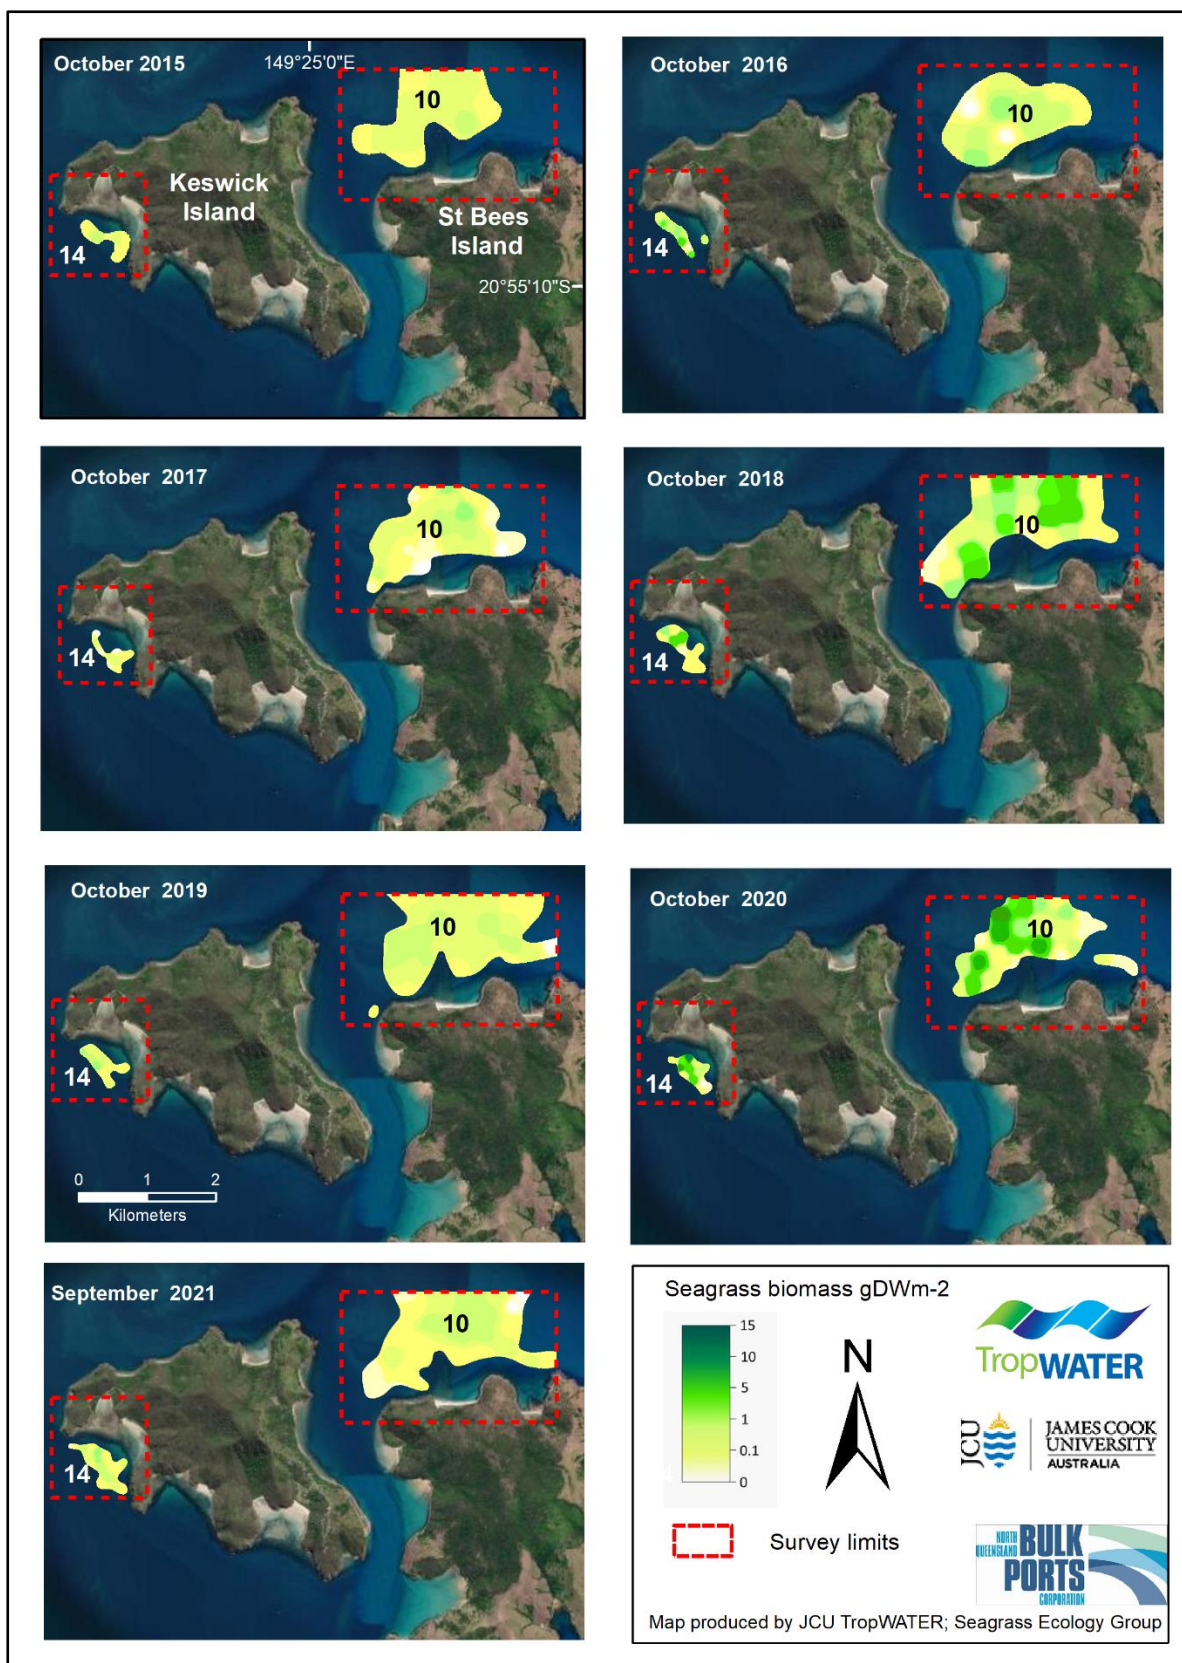 October 2015
149°25'0"E
10
Keswick
Island
St Bees
Island
14
20°55'10"S
October 2016
10
14
October 2017
10
14
October 2018
10
14
October 2019
10
14
0 1 2
Kilometers
October 2020
10
14
September 2021
10
14
Seagrass biomass gDWm-2
15
10
5
1
0.1
0
N
Survey limits
TropWATER
JCU
JAMES COOK
UNIVERSITY
AUSTRALIA
NORTH
QUEENSLAND
BULK
PORTS
CORPORATION
Map produced by JCU TropWATER; Seagrass Ecology Group